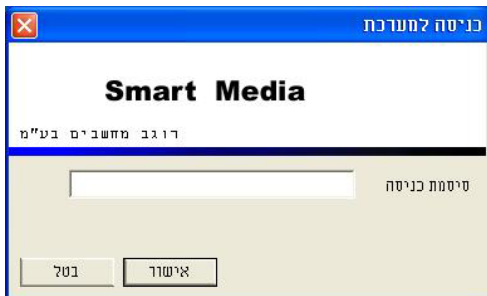 כניסה למערכת
Smart Media
רוגב מחשבים בע"מ
סיסמת כניסה
אישור
בטל